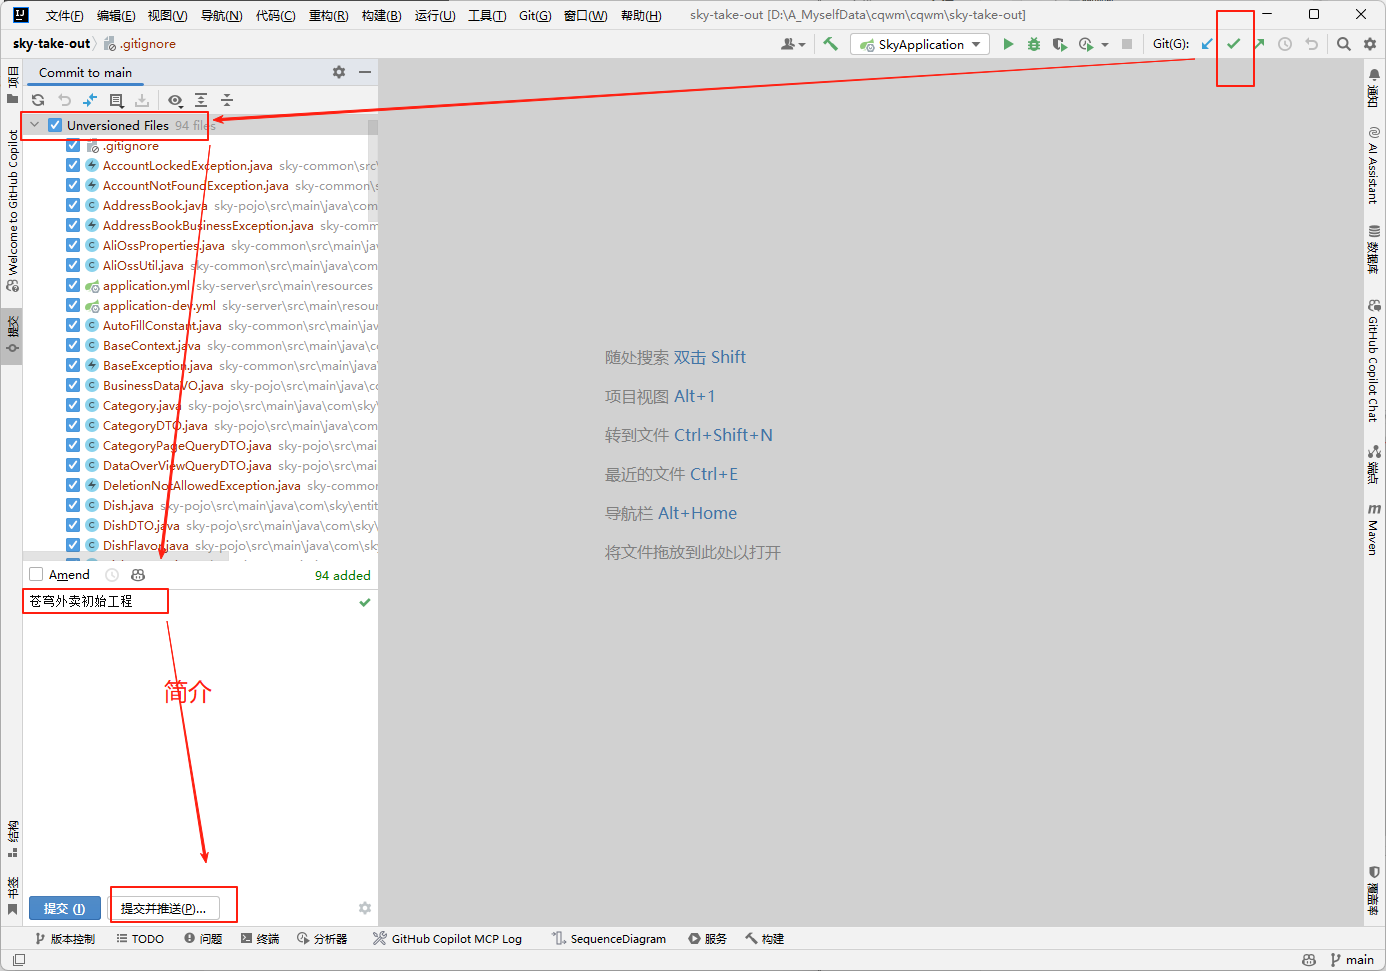 文件(F) 编辑(E) 视图(V) 导航(N) 代码(C) 重构(R) 构建(B) 运行(U) 工具(T) Git(G) 窗口(W) 帮助(H) sky-take-out [D:\A_MyselfData\cqwm\cqwm\sky-take-out]
sky-take-out .gitignore SkyApplication Git(G):
项目
Welcome to GitHub Copilot
提交
结构
书签
Commit to main
Unversioned Files 94 files
.gitignore
AccountLockedException.java sky-common\src\
AccountNotFoundException.java sky-common\s
AddressBook.java sky-pojo\src\main\java\com
AddressBookBusinessException.java sky-comm
AliOssProperties.java sky-common\src\main\jav
AliOssUtil.java sky-common\src\main\java\com
application.yml sky-server\src\main\resources
application-dev.yml sky-server\src\main\resour
AutoFillConstant.java sky-common\src\main\jav
BaseContext.java sky-common\src\main\java\c
BaseException.java sky-common\src\main\java\
BusinessDataVO.java sky-pojo\src\main\java\co
Category.java sky-pojo\src\main\java\com\sky\
CategoryDTO.java sky-pojo\src\main\java\com\
CategoryPageQueryDTO.java sky-pojo\src\mai
DataOverViewQueryDTO.java sky-pojo\src\mai
DeletionNotAllowedException.java sky-common
Dish.java sky-pojo\src\main\java\com\sky\entit
DishDTO.java sky-pojo\src\main\java\com\sky\
DishFlavor.java sky-pojo\src\main\java\com\sk
Amend 94 added
苍穹外卖初始工程
简介
提交 (I) 提交并推送(P)...
随处搜索 双击 Shift
项目视图 Alt+1
转到文件 Ctrl+Shift+N
最近的文件 Ctrl+E
导航栏 Alt+Home
将文件拖放到此处以打开
通知
AI Assistant
数据库
GitHub Copilot Chat
端点
Maven
覆盖率
版本控制 TODO 问题 终端 分析器 GitHub Copilot MCP Log SequenceDiagram 服务 构建
main